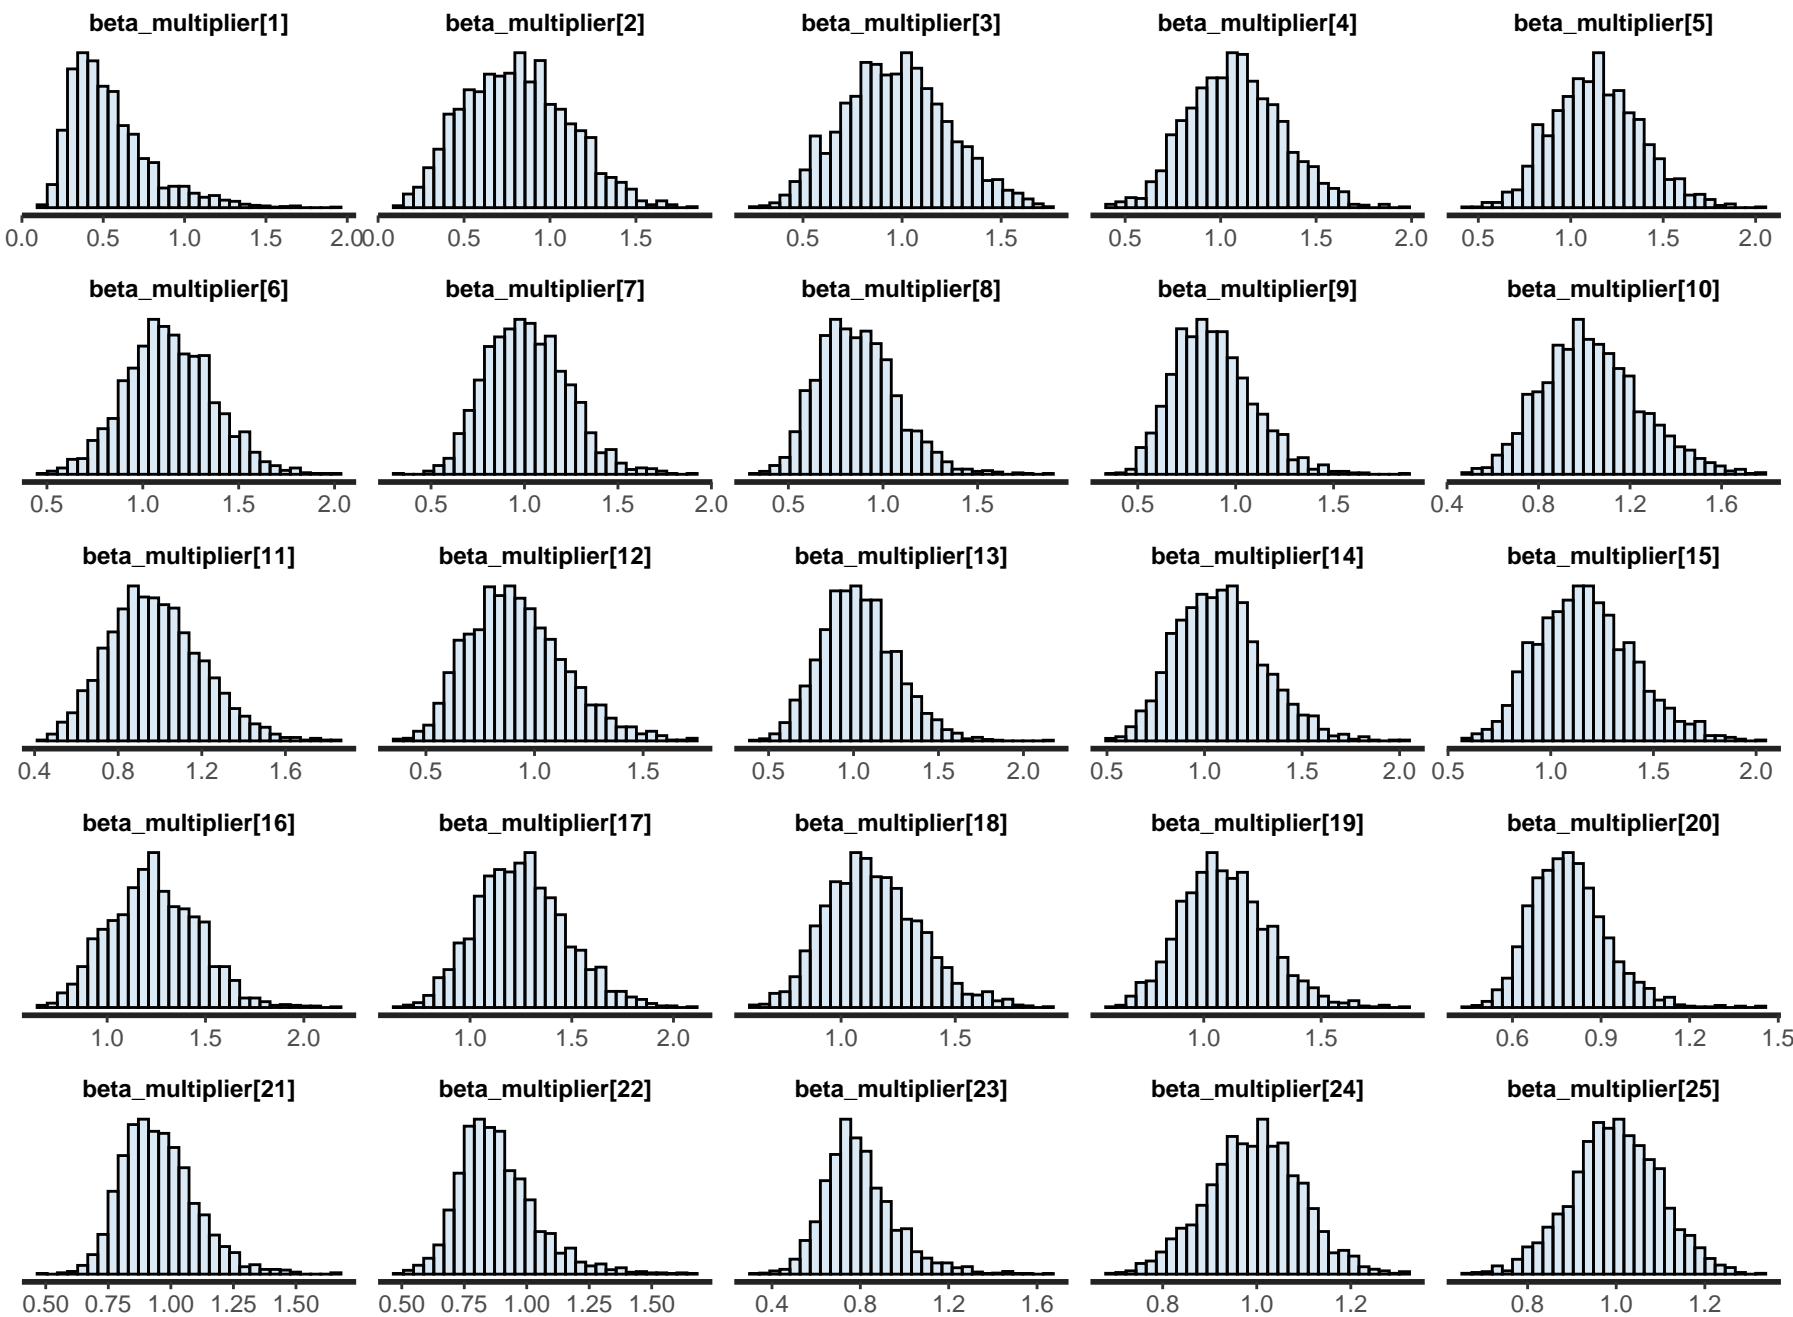 beta_multiplier[1] beta_multiplier[2] beta_multiplier[3] beta_multiplier[4] beta_multiplier[5]
0.0 0.5 1.0 1.5 2.0 0.0 0.5 1.0 1.5 0.5 1.0 1.5 0.5 1.0 1.5 2.0 0.5 1.0 1.5 2.0
beta_multiplier[6] beta_multiplier[7] beta_multiplier[8] beta_multiplier[9] beta_multiplier[10]
0.5 1.0 1.5 2.0 0.5 1.0 1.5 2.0 0.5 1.0 1.5 0.5 1.0 1.5 0.4 0.8 1.2 1.6
beta_multiplier[11] beta_multiplier[12] beta_multiplier[13] beta_multiplier[14] beta_multiplier[15]
0.4 0.8 1.2 1.6 0.5 1.0 1.5 0.5 1.0 1.5 2.0 0.5 1.0 1.5 2.0 0.5 1.0 1.5 2.0
beta_multiplier[16] beta_multiplier[17] beta_multiplier[18] beta_multiplier[19] beta_multiplier[20]
1.0 1.5 2.0 1.0 1.5 2.0 1.0 1.5 1.0 1.5 0.6 0.9 1.2 1.5
beta_multiplier[21] beta_multiplier[22] beta_multiplier[23] beta_multiplier[24] beta_multiplier[25]
0.50 0.75 1.00 1.25 1.50 0.50 0.75 1.00 1.25 1.50 0.4 0.8 1.2 1.6 0.8 1.0 1.2 0.8 1.0 1.2